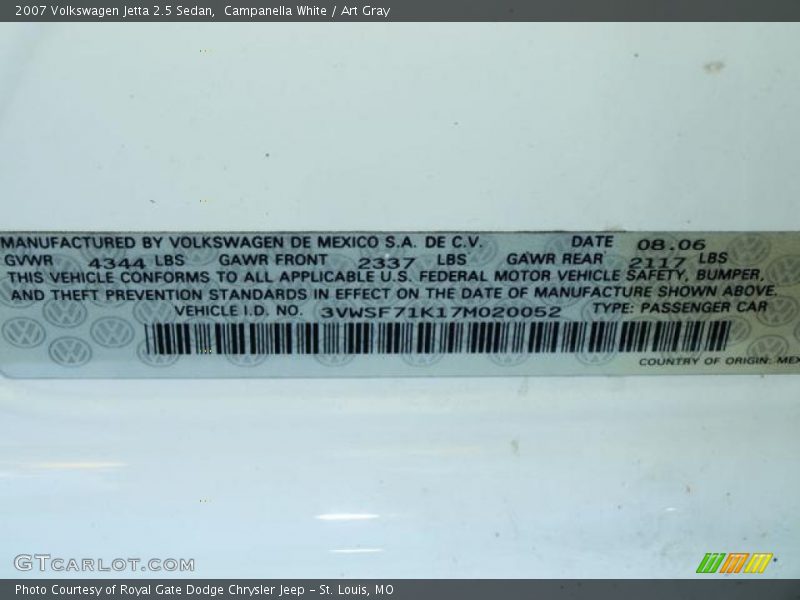 2007 Volkswagen Jetta 2.5 Sedan,  Campanella White / Art Gray
MANUFACTURED BY VOLKSWAGEN DE MEXICO S.A. DE C.V. DATE 08.06
GVWR 4344 LBS GAWR FRONT 2337 LBS GAWR REAR 2117 LBS
THIS VEHICLE CONFORMS TO ALL APPLICABLE U.S. FEDERAL MOTOR VEHICLE SAFETY, BUMPER,
AND THEFT PREVENTION STANDARDS IN EFFECT ON THE DATE OF MANUFACTURE SHOWN ABOVE.
VEHICLE I.D. NO. 3VWSF71K17M020052 TYPE: PASSENGER CAR
COUNTRY OF ORIGIN: MEX
GTCARLOT.COM
Photo Courtesy of Royal Gate Dodge Chrysler Jeep - St. Louis, MO